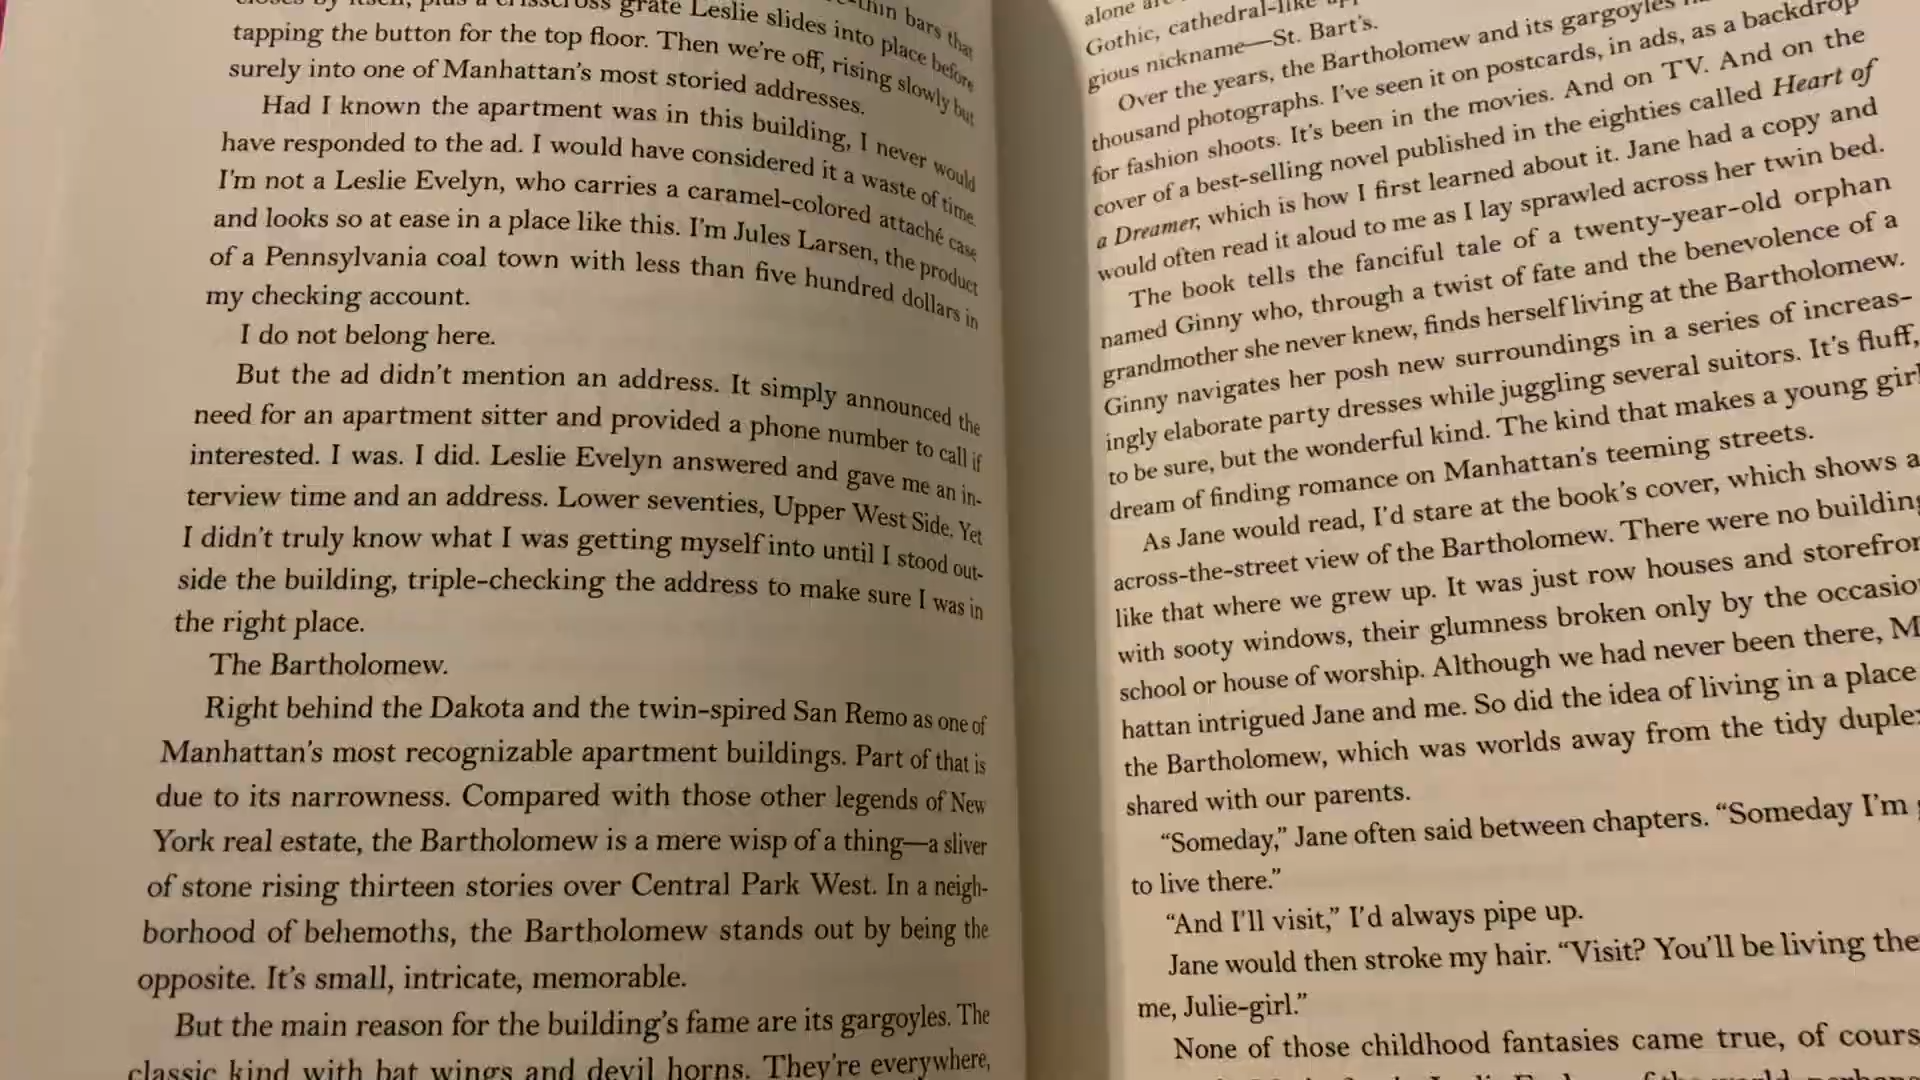 -thin bars that
closes by itself, plus a crisscross grate Leslie slides into place before
tapping the button for the top floor. Then we're off, rising slowly but
surely into one of Manhattan's most storied addresses.
Had I known the apartment was in this building, I never would
have responded to the ad. I would have considered it a waste of time.
I'm not a Leslie Evelyn, who carries a caramel-colored attaché case
and looks so at ease in a place like this. I'm Jules Larsen, the product
of a Pennsylvania coal town with less than five hundred dollars in
my checking account.
I do not belong here.
But the ad didn't mention an address. It simply announced the
need for an apartment sitter and provided a phone number to call if
interested. I was. I did. Leslie Evelyn answered and gave me an in-
terview time and an address. Lower seventies, Upper West Side. Yet
I didn't truly know what I was getting myself into until I stood out-
side the building, triple-checking the address to make sure I was in
the right place.
The Bartholomew.
Right behind the Dakota and the twin-spired San Remo as one of
Manhattan's most recognizable apartment buildings. Part of that is
due to its narrowness. Compared with those other legends of New
York real estate, the Bartholomew is a mere wisp of a thing—a sliver
of stone rising thirteen stories over Central Park West. In a neigh-
borhood of behemoths, the Bartholomew stands out by being the
opposite. It's small, intricate, memorable.
But the main reason for the building's fame are its gargoyles. The
classic kind with bat wings and devil horns. They're everywhere,
alone
Gothic, cathedral-like
gious nickname—St. Bart's.
Over the years, the Bartholomew and its gargoyles
thousand photographs. I've seen it on postcards, in ads, as a backdrop
for fashion shoots. It's been in the movies. And on TV. And on the
cover of a best-selling novel published in the eighties called Heart of
a Dreamer, which is how I first learned about it. Jane had a copy and
would often read it aloud to me as I lay sprawled across her twin bed.
The book tells the fanciful tale of a twenty-year-old orphan
named Ginny who, through a twist of fate and the benevolence of a
grandmother she never knew, finds herself living at the Bartholomew.
Ginny navigates her posh new surroundings in a series of increas-
ingly elaborate party dresses while juggling several suitors. It's fluff,
to be sure, but the wonderful kind. The kind that makes a young girl
dream of finding romance on Manhattan's teeming streets.
As Jane would read, I'd stare at the book's cover, which shows a
across-the-street view of the Bartholomew. There were no building
like that where we grew up. It was just row houses and storefron
with sooty windows, their glumness broken only by the occasio
school or house of worship. Although we had never been there, M
hattan intrigued Jane and me. So did the idea of living in a place
the Bartholomew, which was worlds away from the tidy duplex
shared with our parents.
“Someday,” Jane often said between chapters. “Someday I'm
to live there.”
“And I'll visit,” I'd always pipe up.
Jane would then stroke my hair. “Visit? You'll be living the
me, Julie-girl.”
None of those childhood fantasies came true, of cours